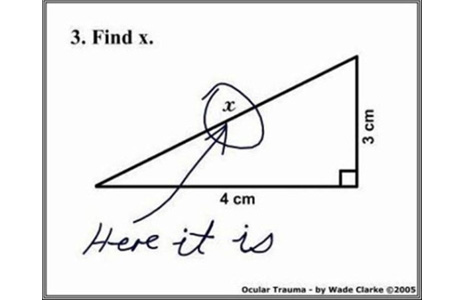 3. Find x.
x
3 cm
4 cm
Here it is
Ocular Trauma - by Wade Clarke ©2005